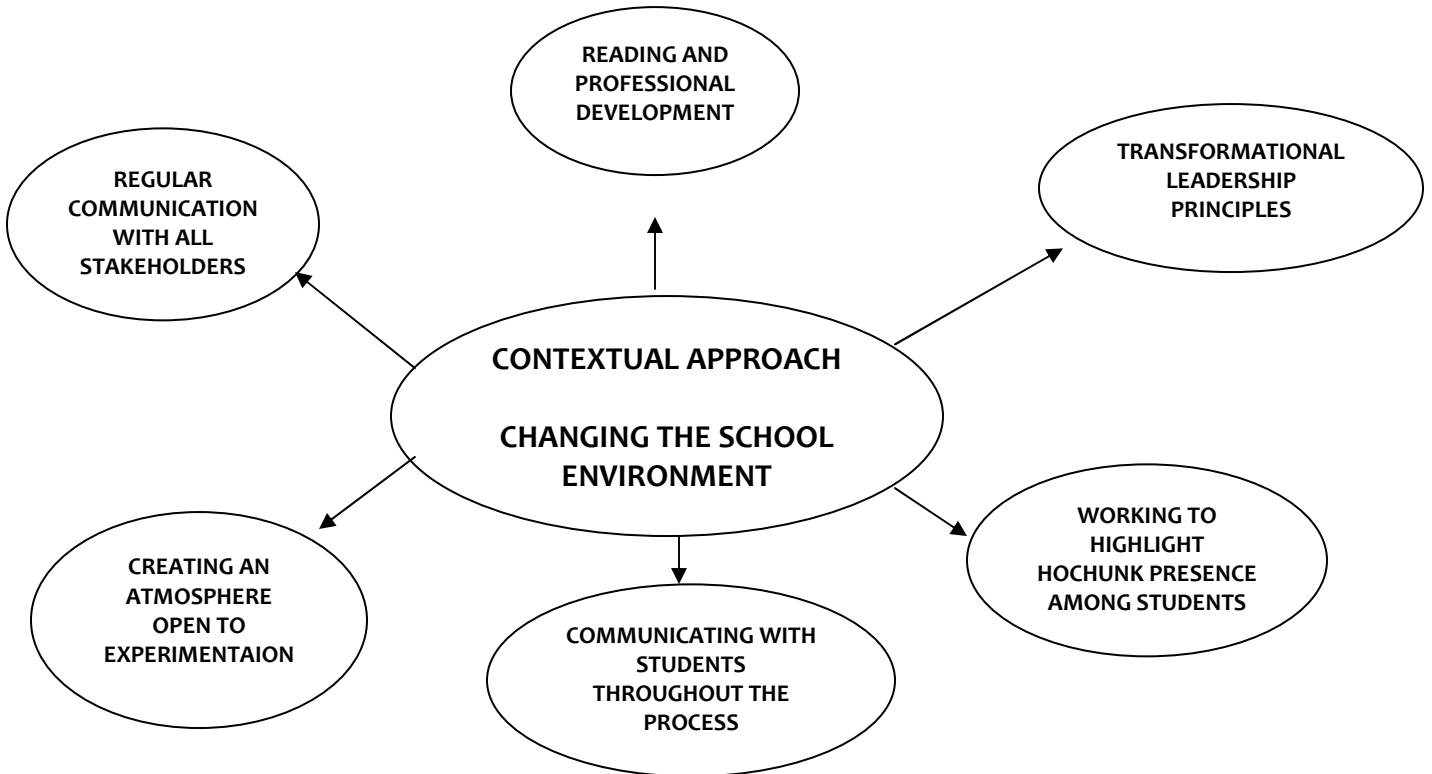 READING AND
PROFESSIONAL
DEVELOPMENT
TRANSFORMATIONAL
LEADERSHIP
PRINCIPLES
REGULAR
COMMUNICATION
WITH ALL
STAKEHOLDERS
CONTEXTUAL APPROACH
CHANGING THE SCHOOL
ENVIRONMENT
WORKING TO
HIGHLIGHT
HOCHUNK PRESENCE
AMONG STUDENTS
CREATING AN
ATMOSPHERE
OPEN TO
EXPERIMENTAION
COMMUNICATING WITH
STUDENTS
THROUGHOUT THE
PROCESS